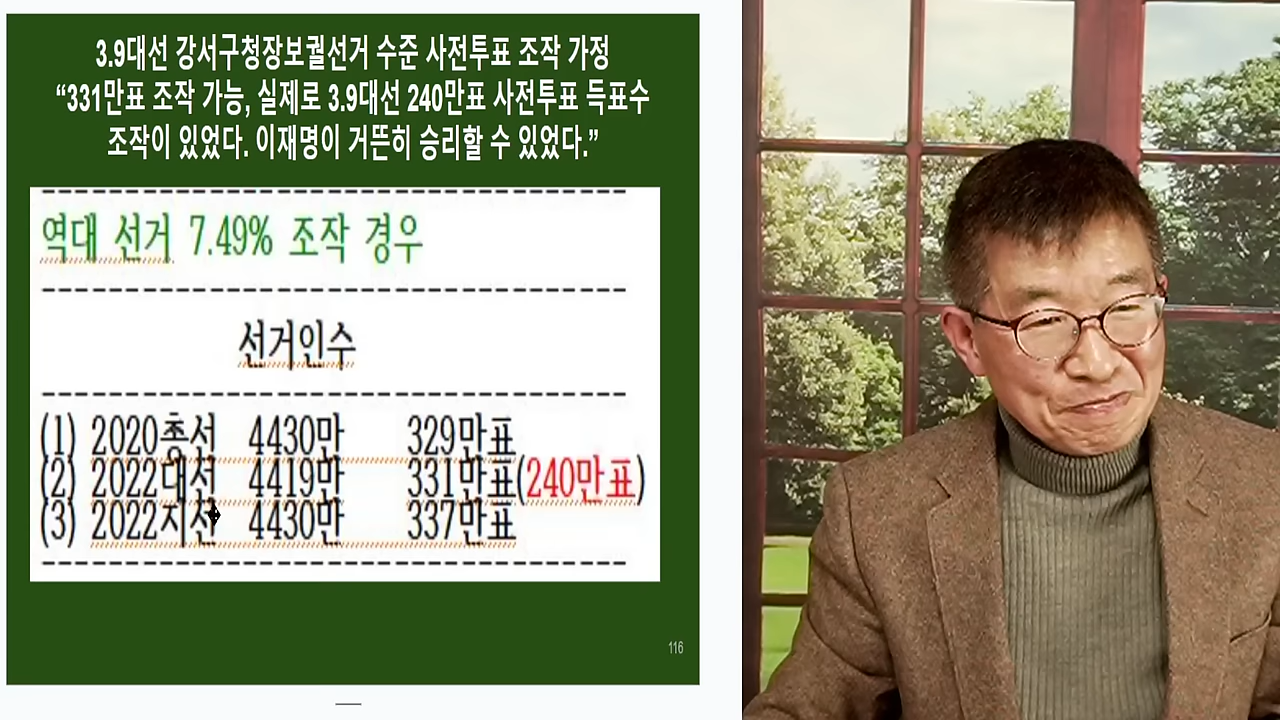 3.9대선 강서구청장보궐선거 수준 사전투표 조작 가정
“331만표 조작 가능, 실제로 3.9대선 240만표 사전투표 득표수
조작이 있었다. 이재명이 거뜬히 승리할 수 있었다.”
역대 선거 7.49% 조작 경우
선거인수
(1) 2020총선 4430만 329만표
(2) 2022대선 4419만 331만표(240만표)
(3) 2022지선 4430만 337만표
116